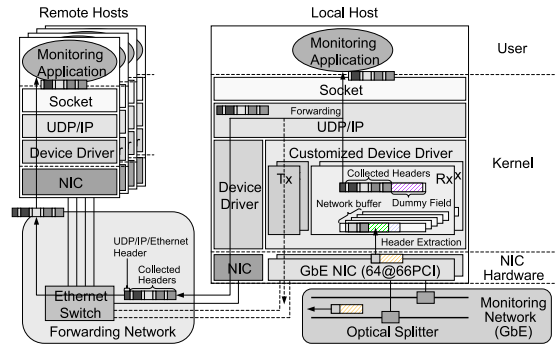 Remote Hosts
Monitoring
Application
Socket
UDP/IP
Device Driver
NIC
UDP/IP/Ethernet
Header
Collected
Headers
Ethernet
Switch
Forwarding Network
Local Host
Monitoring
Application
Socket
Forwarding
UDP/IP
Device
Driver
Customized Device Driver
Tx
Collected Headers
Rx
x
Network buffer
Dummy Field
Header Extraction
NIC
GbE NIC (64@66PCI)
Optical Splitter
Monitoring
Network
(GbE)
User
Kernel
NIC
Hardware